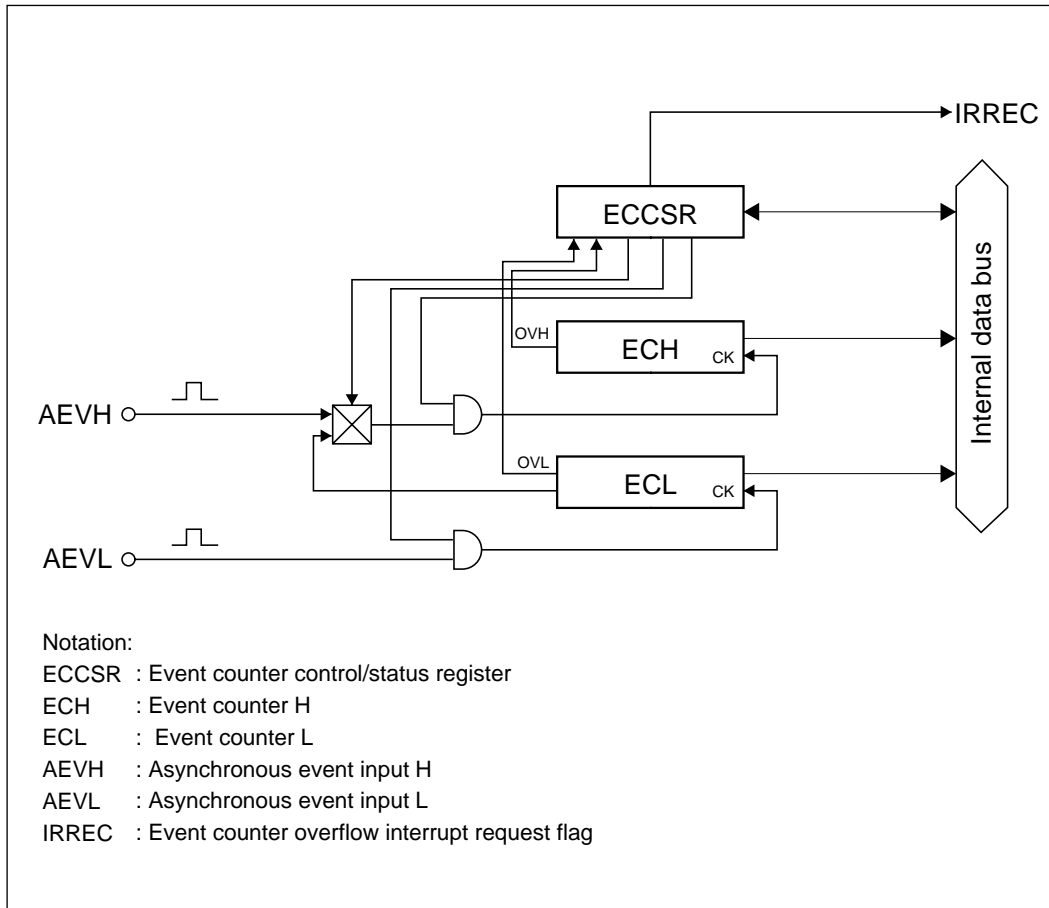 IRREC
ECCSR
OVH
ECH
CK
Internal data bus
AEVH
OVL
ECL
CK
AEVL
Notation:
ECCSR : Event counter control/status register
ECH : Event counter H
ECL : Event counter L
AEVH : Asynchronous event input H
AEVL : Asynchronous event input L
IRREC : Event counter overflow interrupt request flag